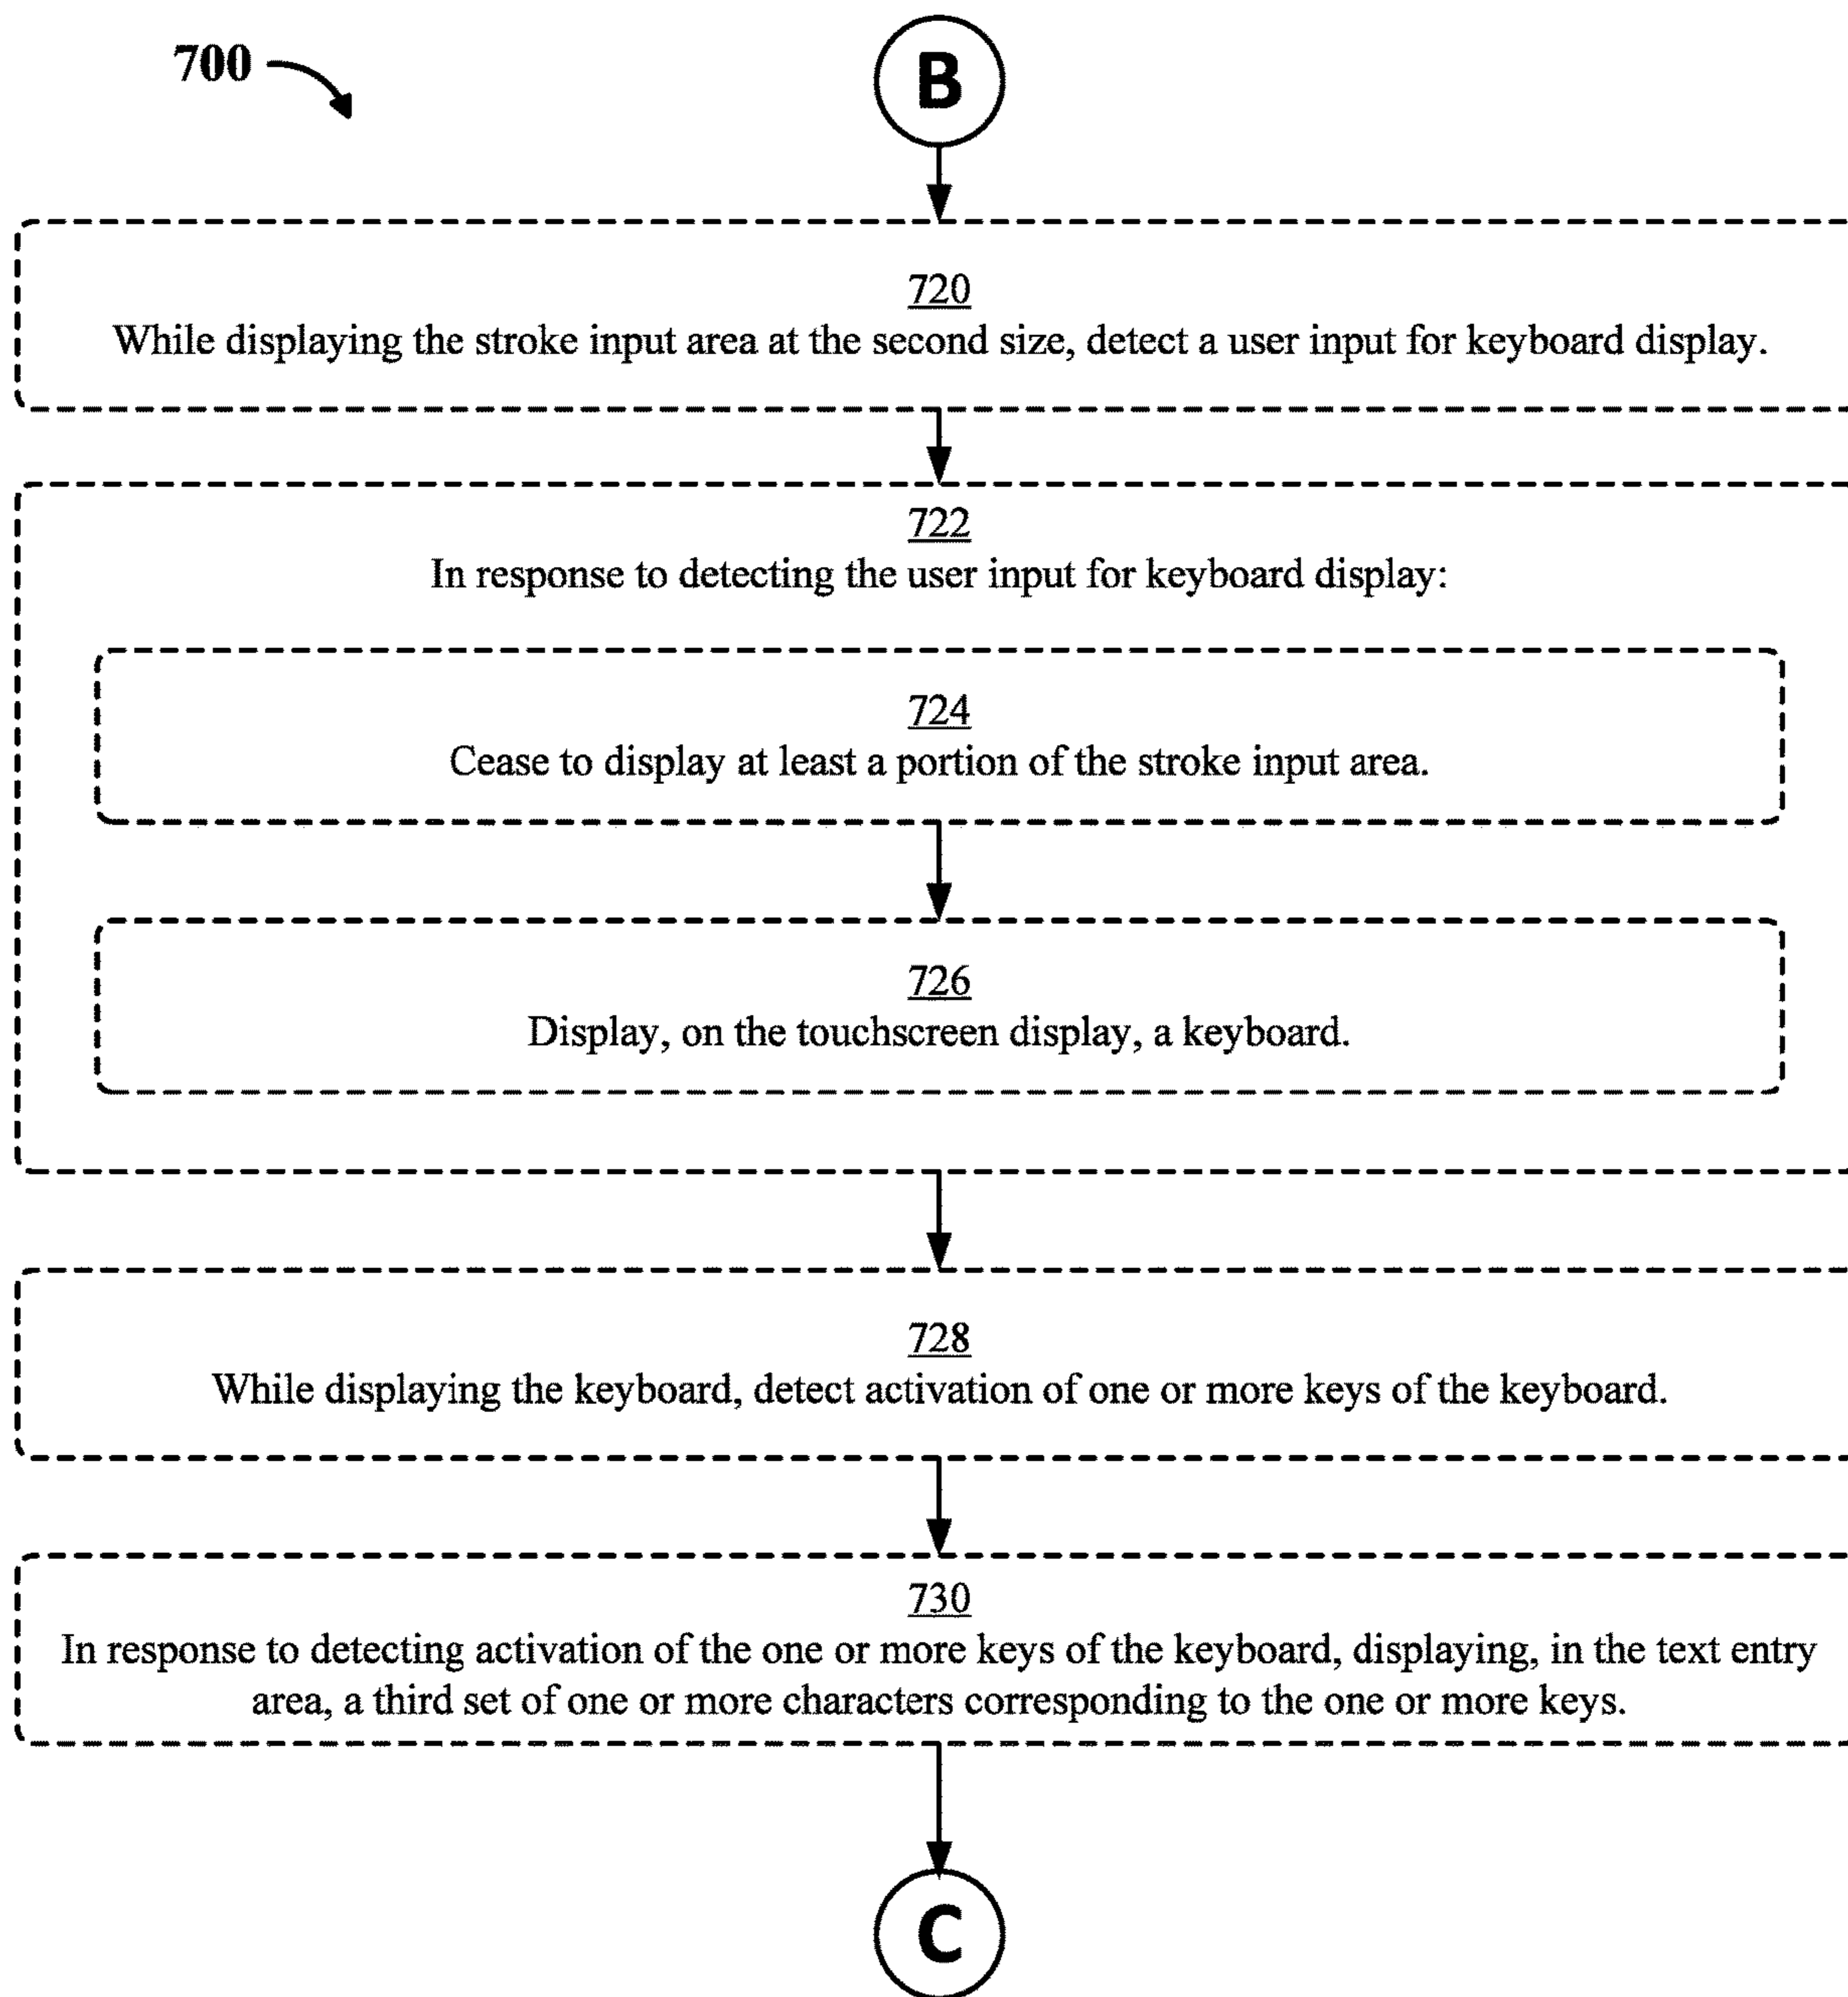 700
B
720
While displaying the stroke input area at the second size, detect a user input for keyboard display.
722
In response to detecting the user input for keyboard display:
724
Cease to display at least a portion of the stroke input area.
726
Display, on the touchscreen display, a keyboard.
728
While displaying the keyboard, detect activation of one or more keys of the keyboard.
730
In response to detecting activation of the one or more keys of the keyboard, displaying, in the text entry
area, a third set of one or more characters corresponding to the one or more keys.
C